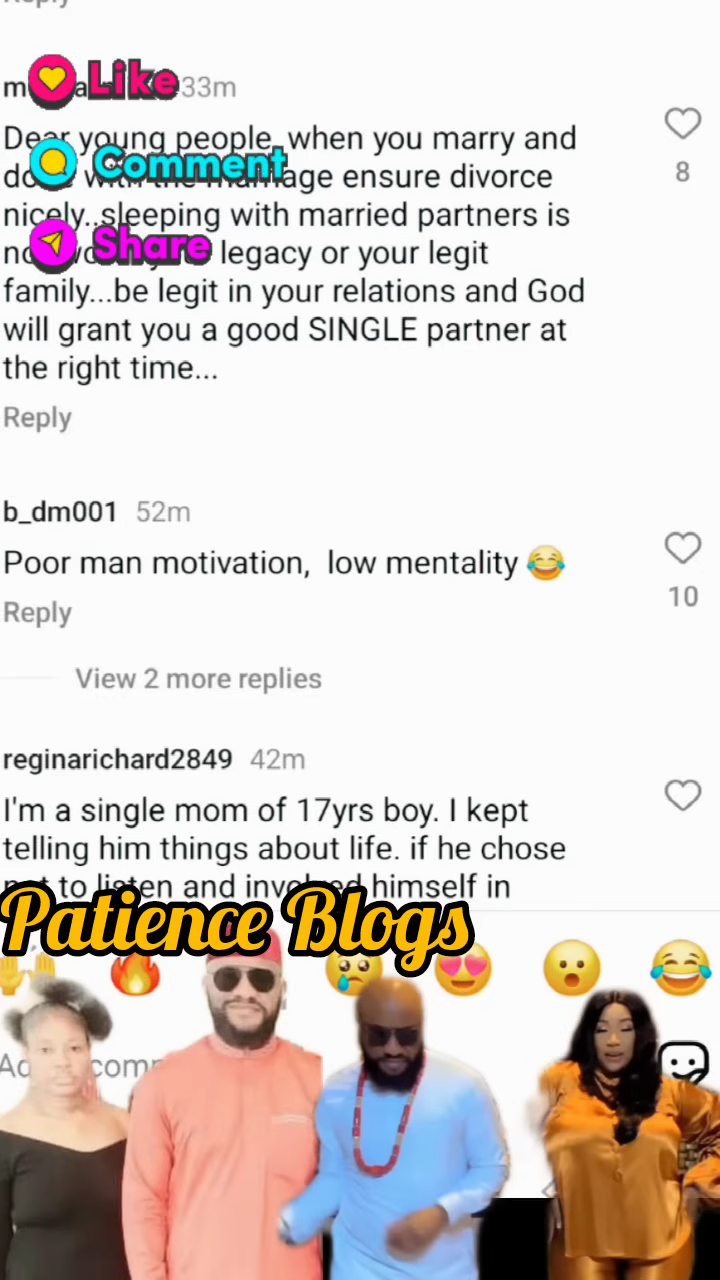 Reply
33m
Like
Dear young people, when you marry and
Comment
marriage ensure divorce
8
nicely..sleeping with married partners is
Share
legacy or your legit
family...be legit in your relations and God
will grant you a good SINGLE partner at
the right time...
Reply
b_dm001 52m
Poor man motivation, low mentality 😂
10
Reply
View 2 more replies
reginarichard2849 42m
I'm a single mom of 17yrs boy. I kept
telling him things about life. if he chose
not to listen and involved himself in
Patience Blogs